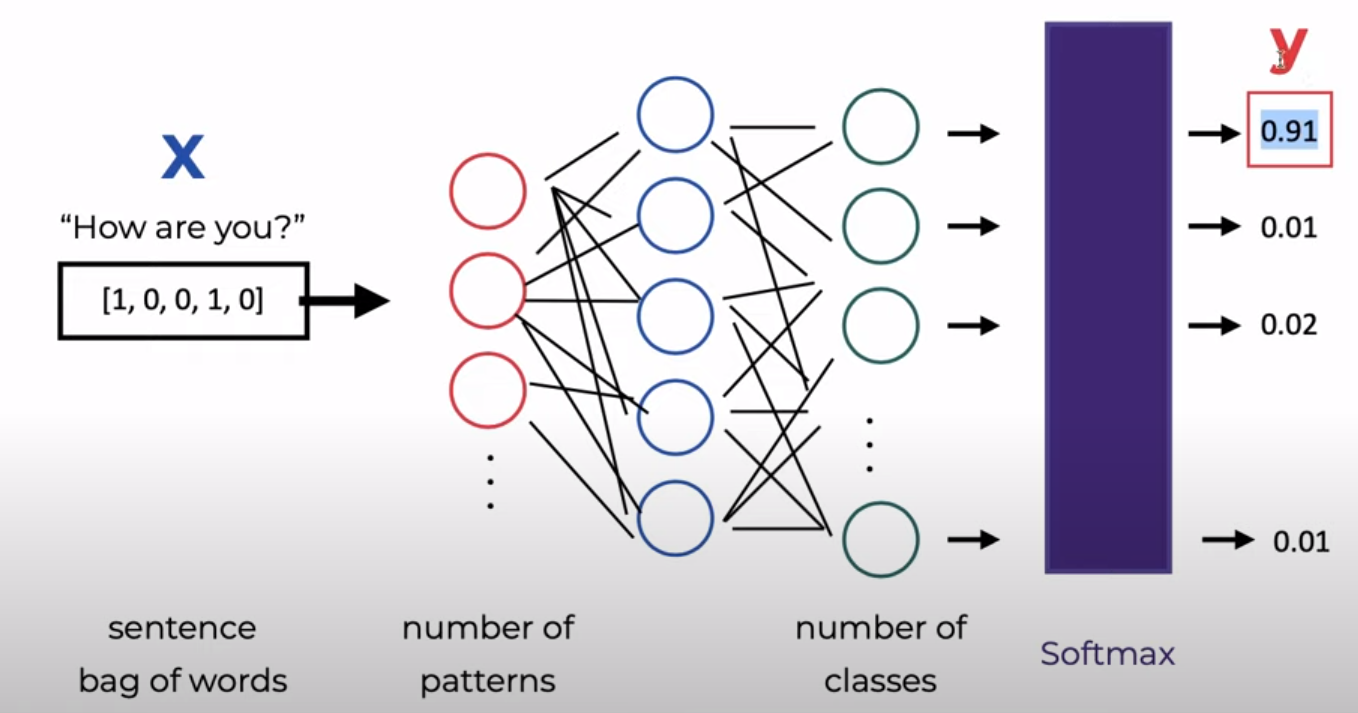 X
“How are you?”
[1, 0, 0, 1, 0]
sentence
bag of words
number of
patterns
number of
classes
Softmax
y
0.91
0.01
0.02
0.01